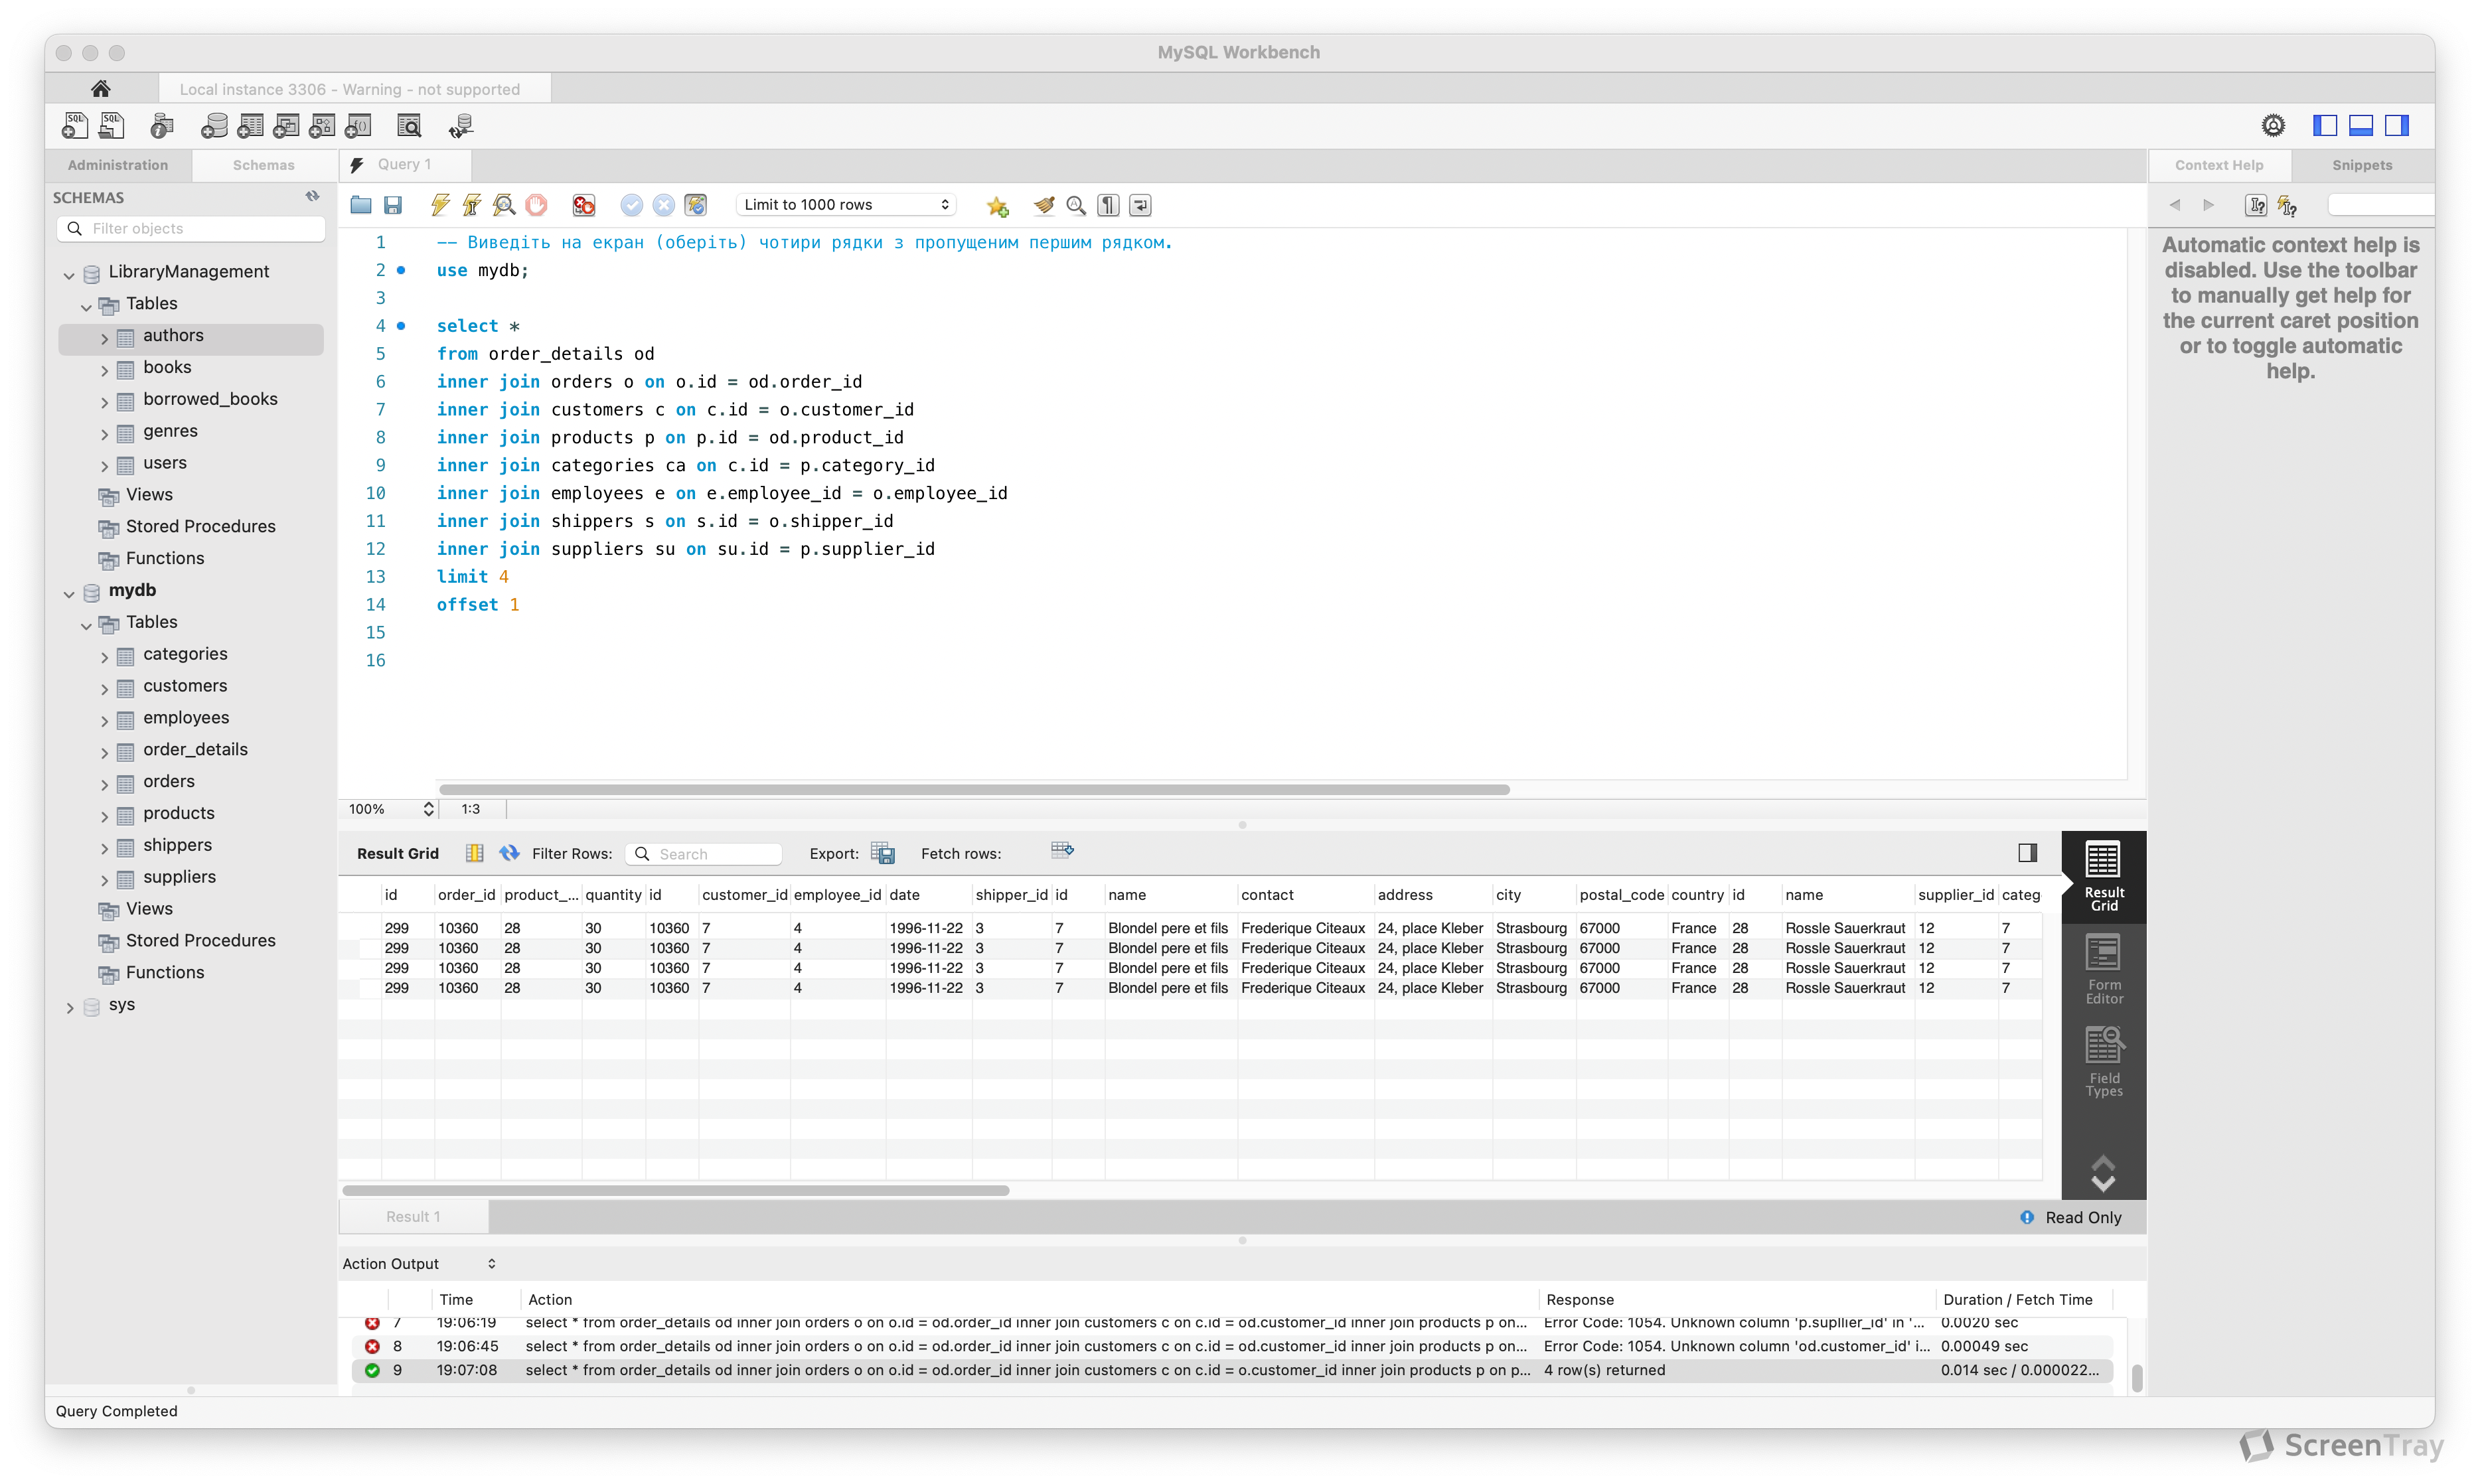 MySQL Workbench
Local instance 3306 - Warning - not supported
Administration Schemas
Query 1
Context Help Snippets
SCHEMAS
Filter objects
LibraryManagement
Tables
authors
books
borrowed_books
genres
users
Views
Stored Procedures
Functions
mydb
Tables
categories
customers
employees
order_details
orders
products
shippers
suppliers
Views
Stored Procedures
Functions
sys
Limit to 1000 rows
1 -- Виведіть на екран (оберіть) чотири рядки з пропущеним першим рядком.
2 use mydb;
3
4 select *
5 from order_details od
6 inner join orders o on o.id = od.order_id
7 inner join customers c on c.id = o.customer_id
8 inner join products p on p.id = od.product_id
9 inner join categories ca on c.id = p.category_id
10 inner join employees e on e.employee_id = o.employee_id
11 inner join shippers s on s.id = o.shipper_id
12 inner join suppliers su on su.id = p.supplier_id
13 limit 4
14 offset 1
15
16
Automatic context help is
disabled. Use the toolbar
to manually get help for
the current caret position
or to toggle automatic
help.
100% 1:3
Result Grid Filter Rows: Search Export: Fetch rows:
id order_id product_... quantity id customer_id employee_id date shipper_id id name contact address city postal_code country id name supplier_id categ
299 10360 28 30 10360 7 4 1996-11-22 3 7 Blondel pere et fils Frederique Citeaux 24, place Kleber Strasbourg 67000 France 28 Rossle Sauerkraut 12 7
299 10360 28 30 10360 7 4 1996-11-22 3 7 Blondel pere et fils Frederique Citeaux 24, place Kleber Strasbourg 67000 France 28 Rossle Sauerkraut 12 7
299 10360 28 30 10360 7 4 1996-11-22 3 7 Blondel pere et fils Frederique Citeaux 24, place Kleber Strasbourg 67000 France 28 Rossle Sauerkraut 12 7
299 10360 28 30 10360 7 4 1996-11-22 3 7 Blondel pere et fils Frederique Citeaux 24, place Kleber Strasbourg 67000 France 28 Rossle Sauerkraut 12 7
Result
Grid
Form
Editor
Field
Types
Result 1
Read Only
Action Output
Time Action Response Duration / Fetch Time
7 19:06:19 select * from order_details od inner join orders o on o.id = od.order_id inner join customers c on c.id = od.customer_id inner join products p on... Error Code: 1054. Unknown column 'p.supllier_id' in '... 0.0020 sec
8 19:06:45 select * from order_details od inner join orders o on o.id = od.order_id inner join customers c on c.id = od.customer_id inner join products p on... Error Code: 1054. Unknown column 'od.customer_id' i... 0.00049 sec
9 19:07:08 select * from order_details od inner join orders o on o.id = od.order_id inner join customers c on c.id = o.customer_id inner join products p on p... 4 row(s) returned 0.014 sec / 0.000022...
Query Completed
ScreenTray